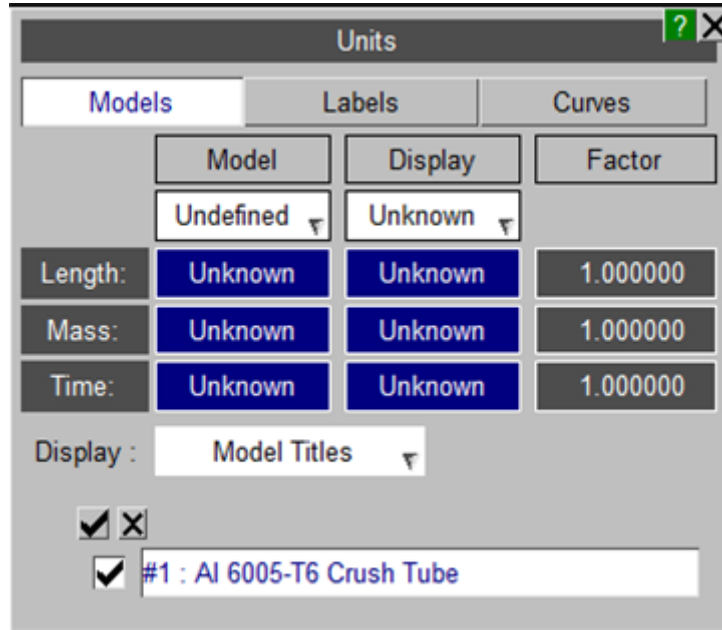 Units ?
Models Labels Curves
Model Display Factor
Undefined Unknown
Length: Unknown Unknown 1.000000
Mass: Unknown Unknown 1.000000
Time: Unknown Unknown 1.000000
Display : Model Titles
#1 : Al 6005-T6 Crush Tube